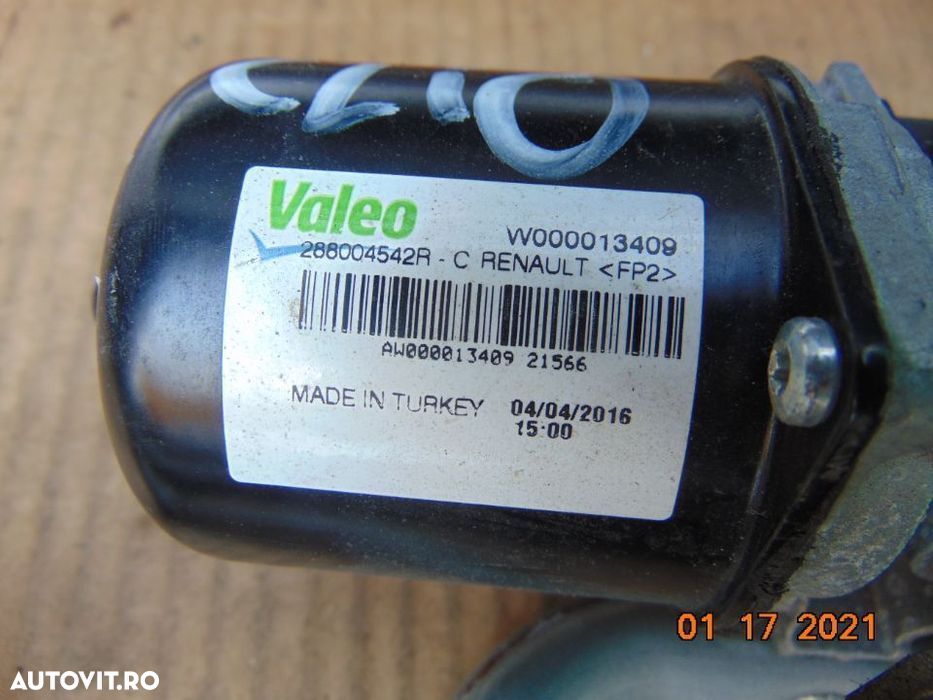 CLIO
Valeo
W000013409
288004542R - C RENAULT <FP2>
AW000013409 21566
MADE IN TURKEY 04/04/2016
15:00
01 17 2021
AUTOVIT.RO